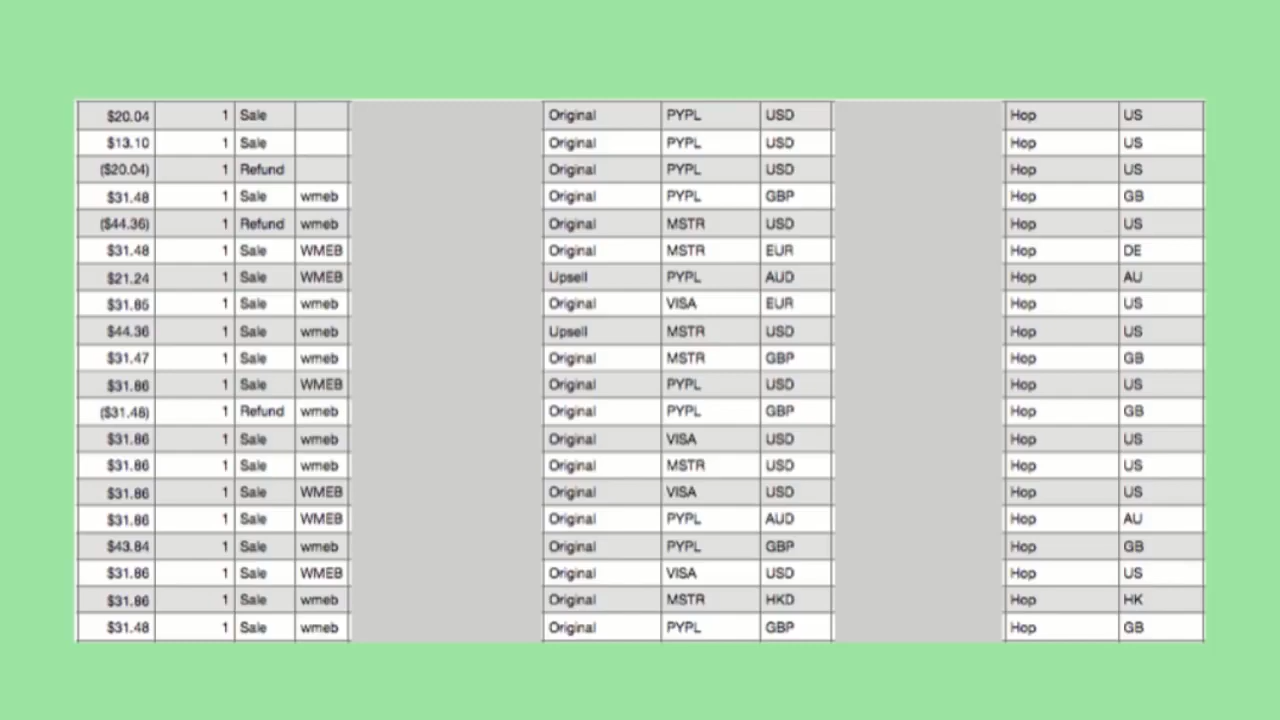 $20.04 1 Sale Original PYPL USD Hop US
$13.10 1 Sale Original PYPL USD Hop US
($20.04) 1 Refund Original PYPL USD Hop US
$31.48 1 Sale wmeb Original PYPL GBP Hop GB
($44.36) 1 Refund wmeb Original MSTR USD Hop US
$31.48 1 Sale WMEB Original MSTR EUR Hop DE
$21.24 1 Sale WMEB Upsell PYPL AUD Hop AU
$31.85 1 Sale wmeb Original VISA EUR Hop US
$44.36 1 Sale wmeb Upsell MSTR USD Hop US
$31.47 1 Sale wmeb Original MSTR GBP Hop GB
$31.86 1 Sale WMEB Original PYPL USD Hop US
($31.48) 1 Refund wmeb Original PYPL GBP Hop GB
$31.86 1 Sale wmeb Original VISA USD Hop US
$31.86 1 Sale wmeb Original MSTR USD Hop US
$31.86 1 Sale WMEB Original VISA USD Hop US
$31.86 1 Sale WMEB Original PYPL AUD Hop AU
$43.84 1 Sale wmeb Original PYPL GBP Hop GB
$31.86 1 Sale WMEB Original VISA USD Hop US
$31.86 1 Sale wmeb Original MSTR HKD Hop HK
$31.48 1 Sale wmeb Original PYPL GBP Hop GB